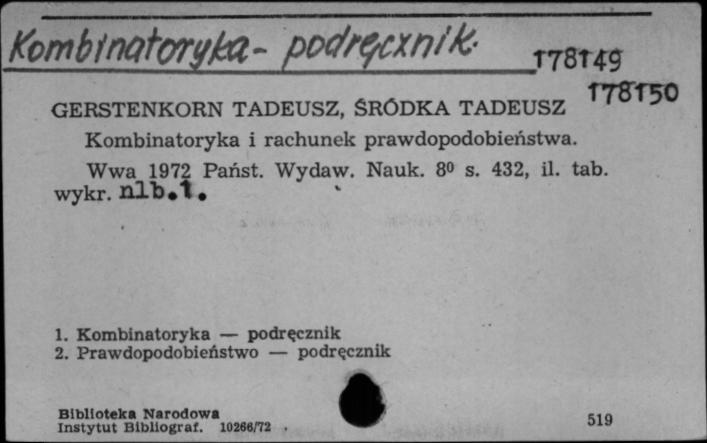 Kombinatoryka - podręcznik.
178149
178150
GERSTENKORN TADEUSZ, ŚRÓDKA TADEUSZ
Kombinatoryka i rachunek prawdopodobieństwa.
Wwa 1972 Państ. Wydaw. Nauk. 8⁰ s. 432, il. tab.
wykr. nlb.1.
1. Kombinatoryka — podręcznik
2. Prawdopodobieństwo — podręcznik
Biblioteka Narodowa
Instytut Bibliograf. 10266/72
519